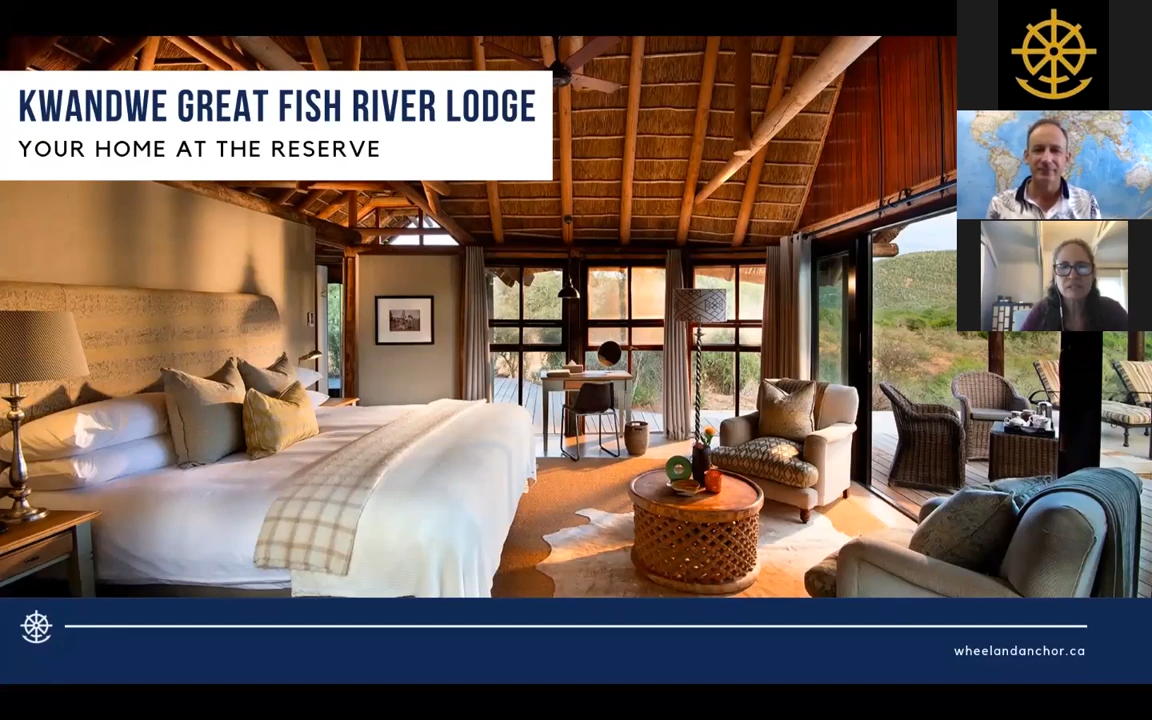 KWANDWE GREAT FISH RIVER LODGE
YOUR HOME AT THE RESERVE
wheelandanchor.ca